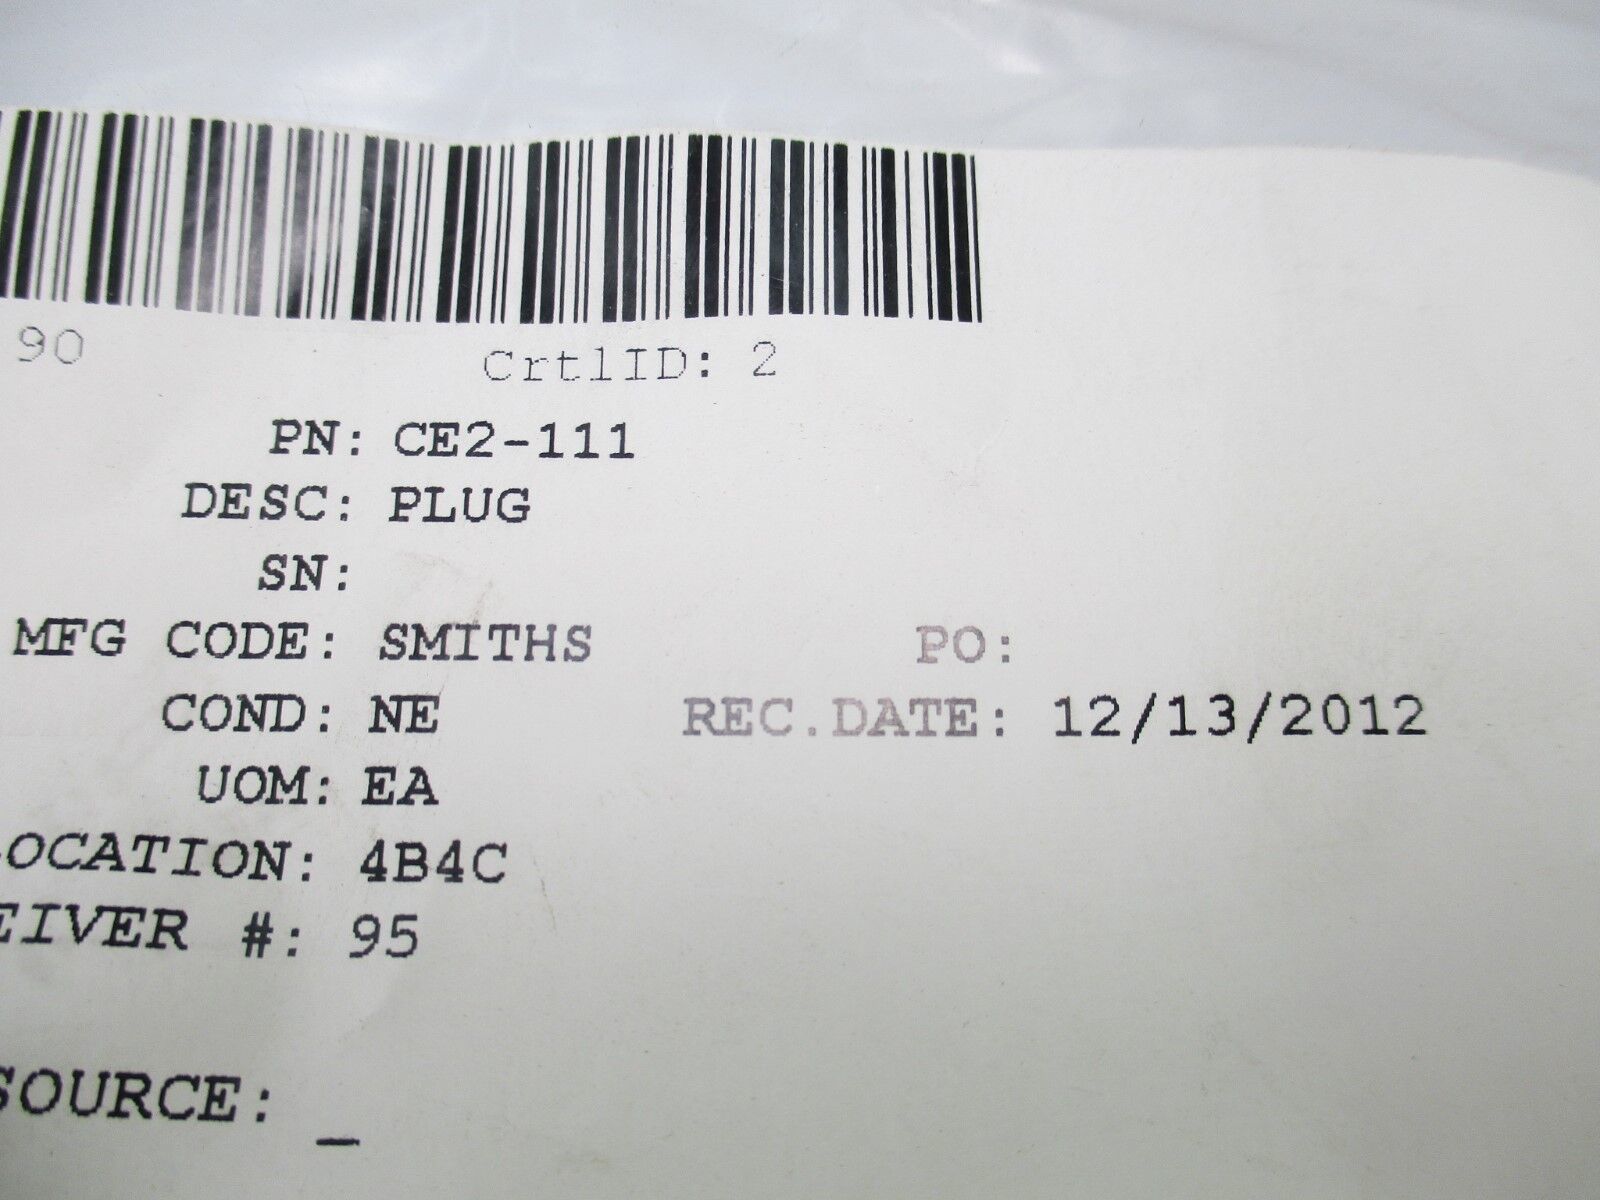 90 CrtlID: 2
PN: CE2-111
DESC: PLUG
SN:
MFG CODE: SMITHS PO:
COND: NE REC.DATE: 12/13/2012
UOM: EA
LOCATION: 4B4C
EIVER #: 95
SOURCE: _